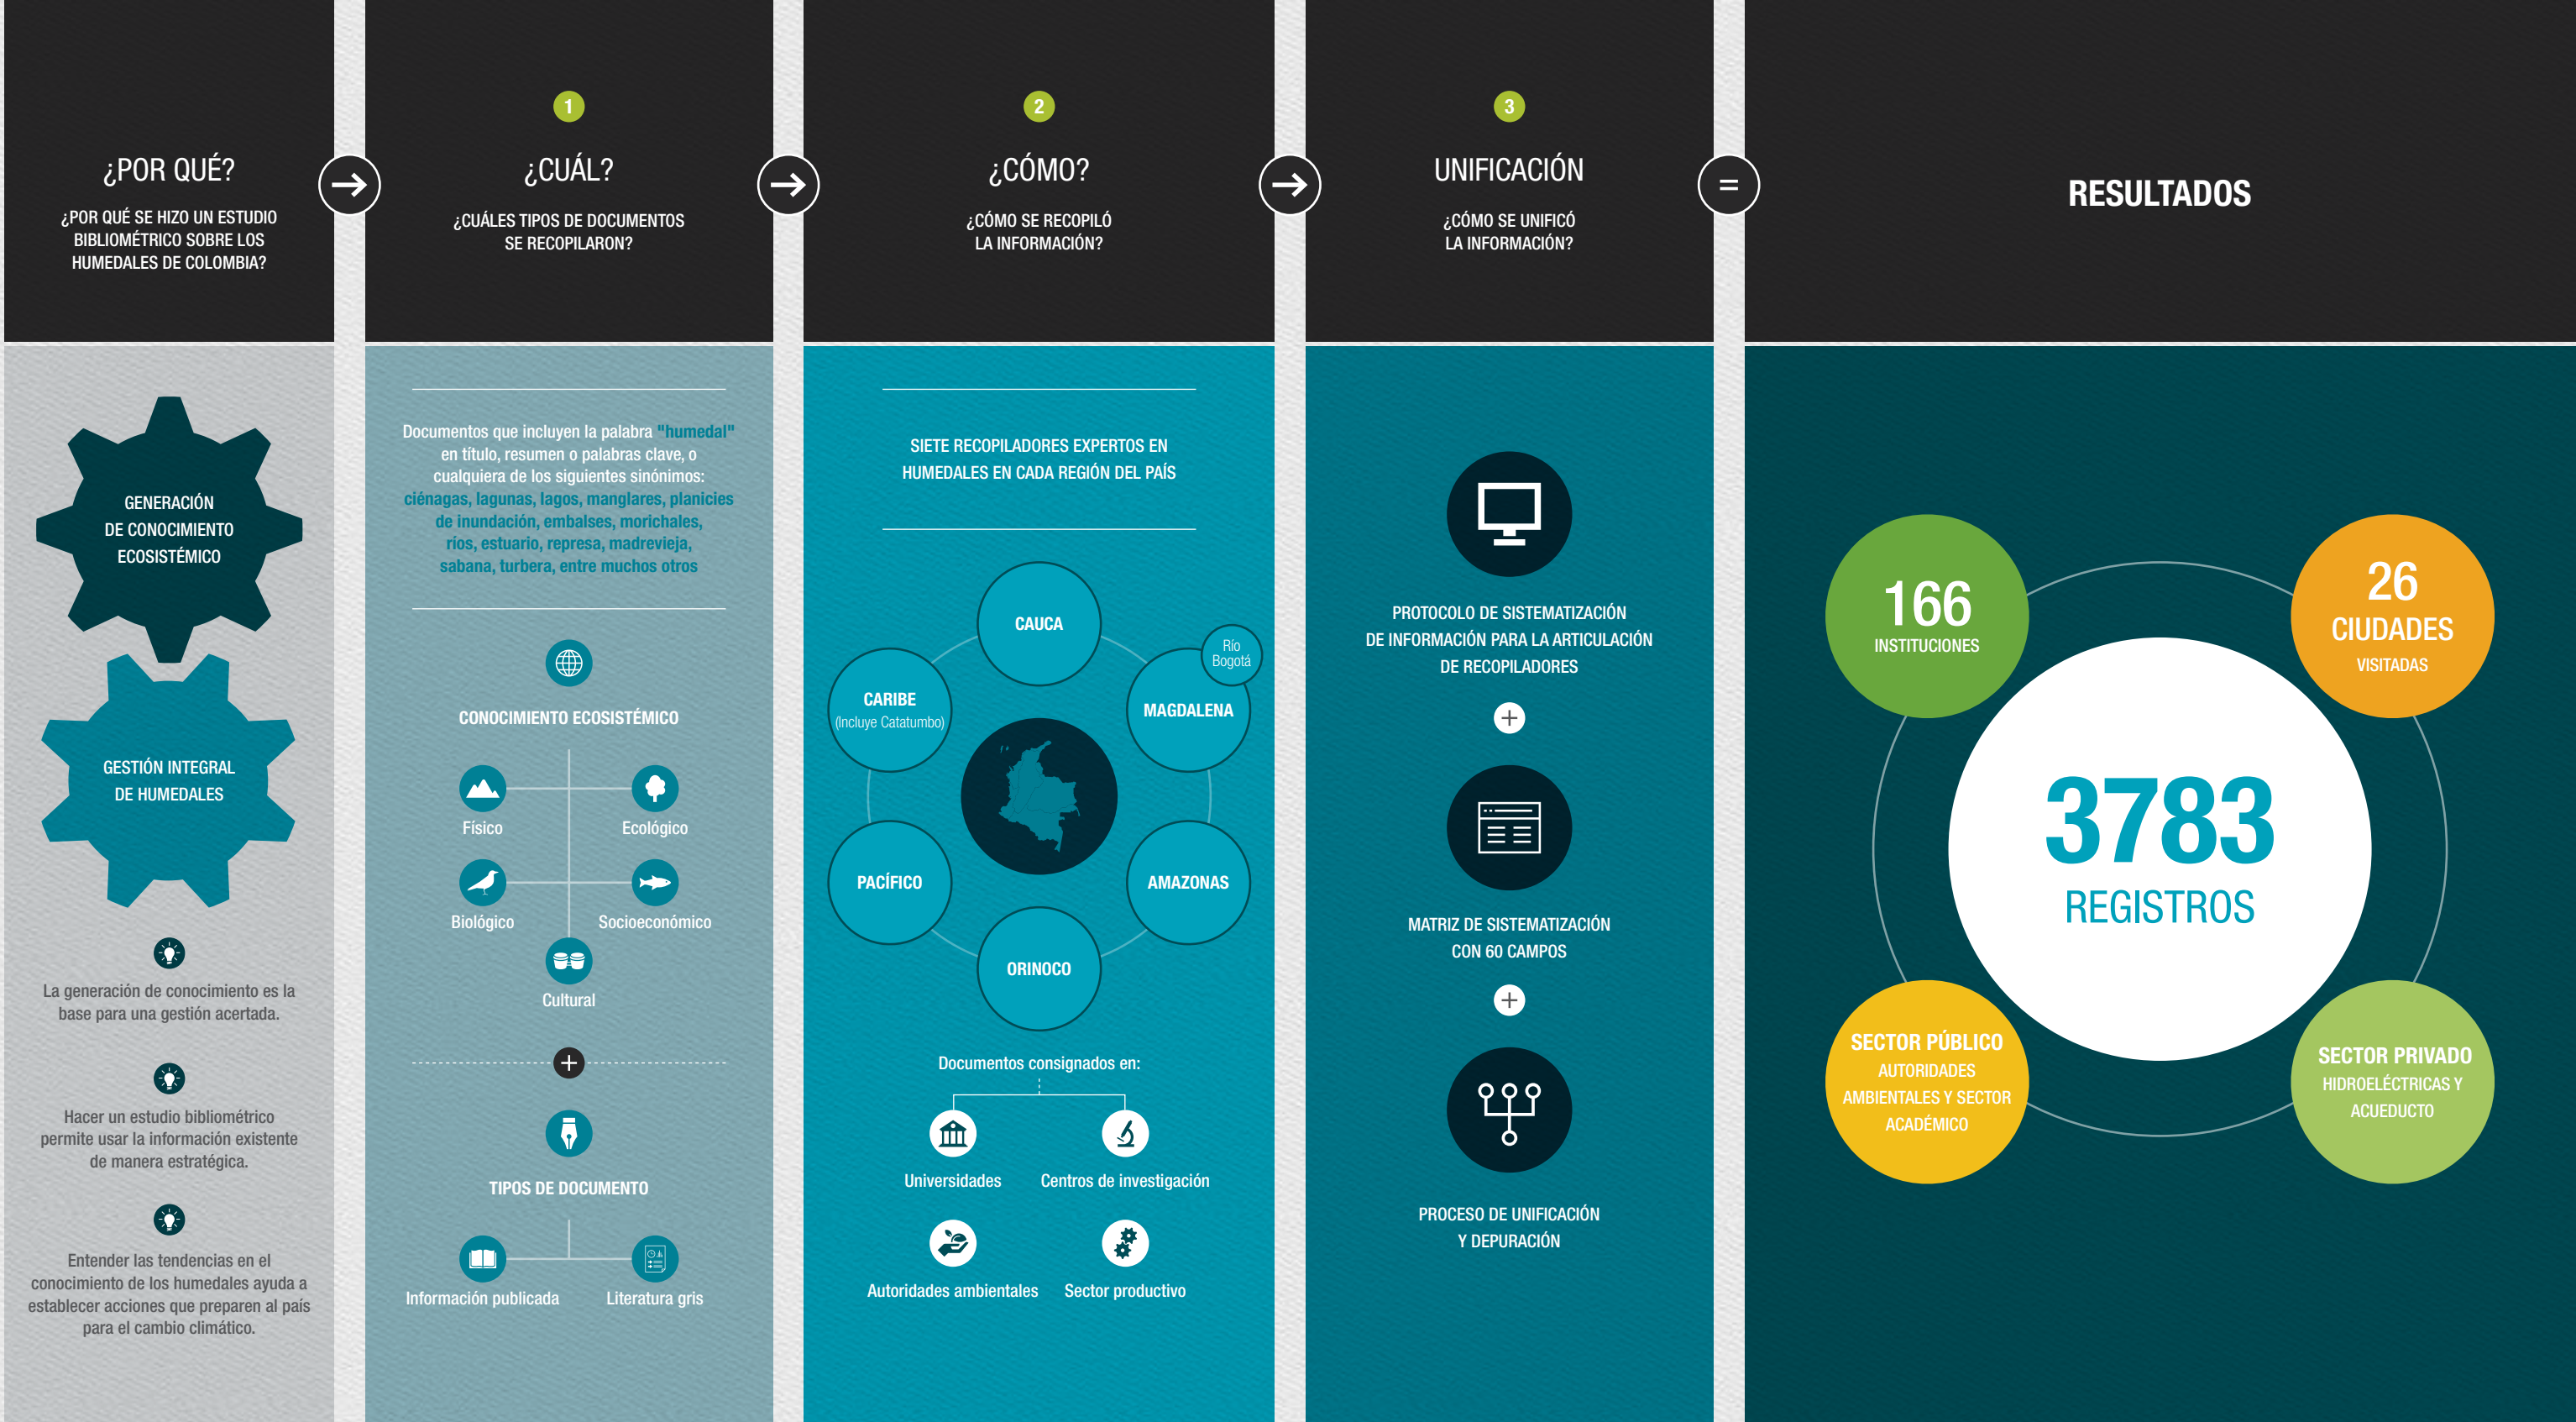 ¿POR QUÉ?
¿POR QUÉ SE HIZO UN ESTUDIO
BIBLIOMÉTRICO SOBRE LOS
HUMEDALES DE COLOMBIA?
GENERACIÓN
DE CONOCIMIENTO
ECOSISTÉMICO
GESTIÓN INTEGRAL
DE HUMEDALES
La generación de conocimiento es la
base para una gestión acertada.
Hacer un estudio bibliométrico
permite usar la información existente
de manera estratégica.
Entender las tendencias en el
conocimiento de los humedales ayuda a
establecer acciones que preparen al país
para el cambio climático.
1
¿CUÁL?
¿CUÁLES TIPOS DE DOCUMENTOS
SE RECOPILARON?
Documentos que incluyen la palabra "humedal"
en título, resumen o palabras clave, o
cualquiera de los siguientes sinónimos:
ciénagas, lagunas, lagos, manglares, planicies
de inundación, embalses, morichales,
ríos, estuario, represa, madrevieja,
sabana, turbera, entre muchos otros
CONOCIMIENTO ECOSISTÉMICO
Físico
Ecológico
Biológico
Socioeconómico
Cultural
+
TIPOS DE DOCUMENTO
Información publicada
Literatura gris
2
¿CÓMO?
¿CÓMO SE RECOPILÓ
LA INFORMACIÓN?
SIETE RECOPILADORES EXPERTOS EN
HUMEDALES EN CADA REGIÓN DEL PAÍS
CAUCA
Río
Bogotá
CARIBE
(Incluye Catatumbo)
MAGDALENA
PACÍFICO
AMAZONAS
ORINOCO
Documentos consignados en:
Universidades
Centros de investigación
Autoridades ambientales
Sector productivo
3
UNIFICACIÓN
¿CÓMO SE UNIFICÓ
LA INFORMACIÓN?
PROTOCOLO DE SISTEMATIZACIÓN
DE INFORMACIÓN PARA LA ARTICULACIÓN
DE RECOPILADORES
+
MATRIZ DE SISTEMATIZACIÓN
CON 60 CAMPOS
+
PROCESO DE UNIFICACIÓN
Y DEPURACIÓN
=
RESULTADOS
166
INSTITUCIONES
26
CIUDADES
VISITADAS
3783
REGISTROS
SECTOR PÚBLICO
AUTORIDADES
AMBIENTALES Y SECTOR
ACADÉMICO
SECTOR PRIVADO
HIDROELÉCTRICAS Y
ACUEDUCTO